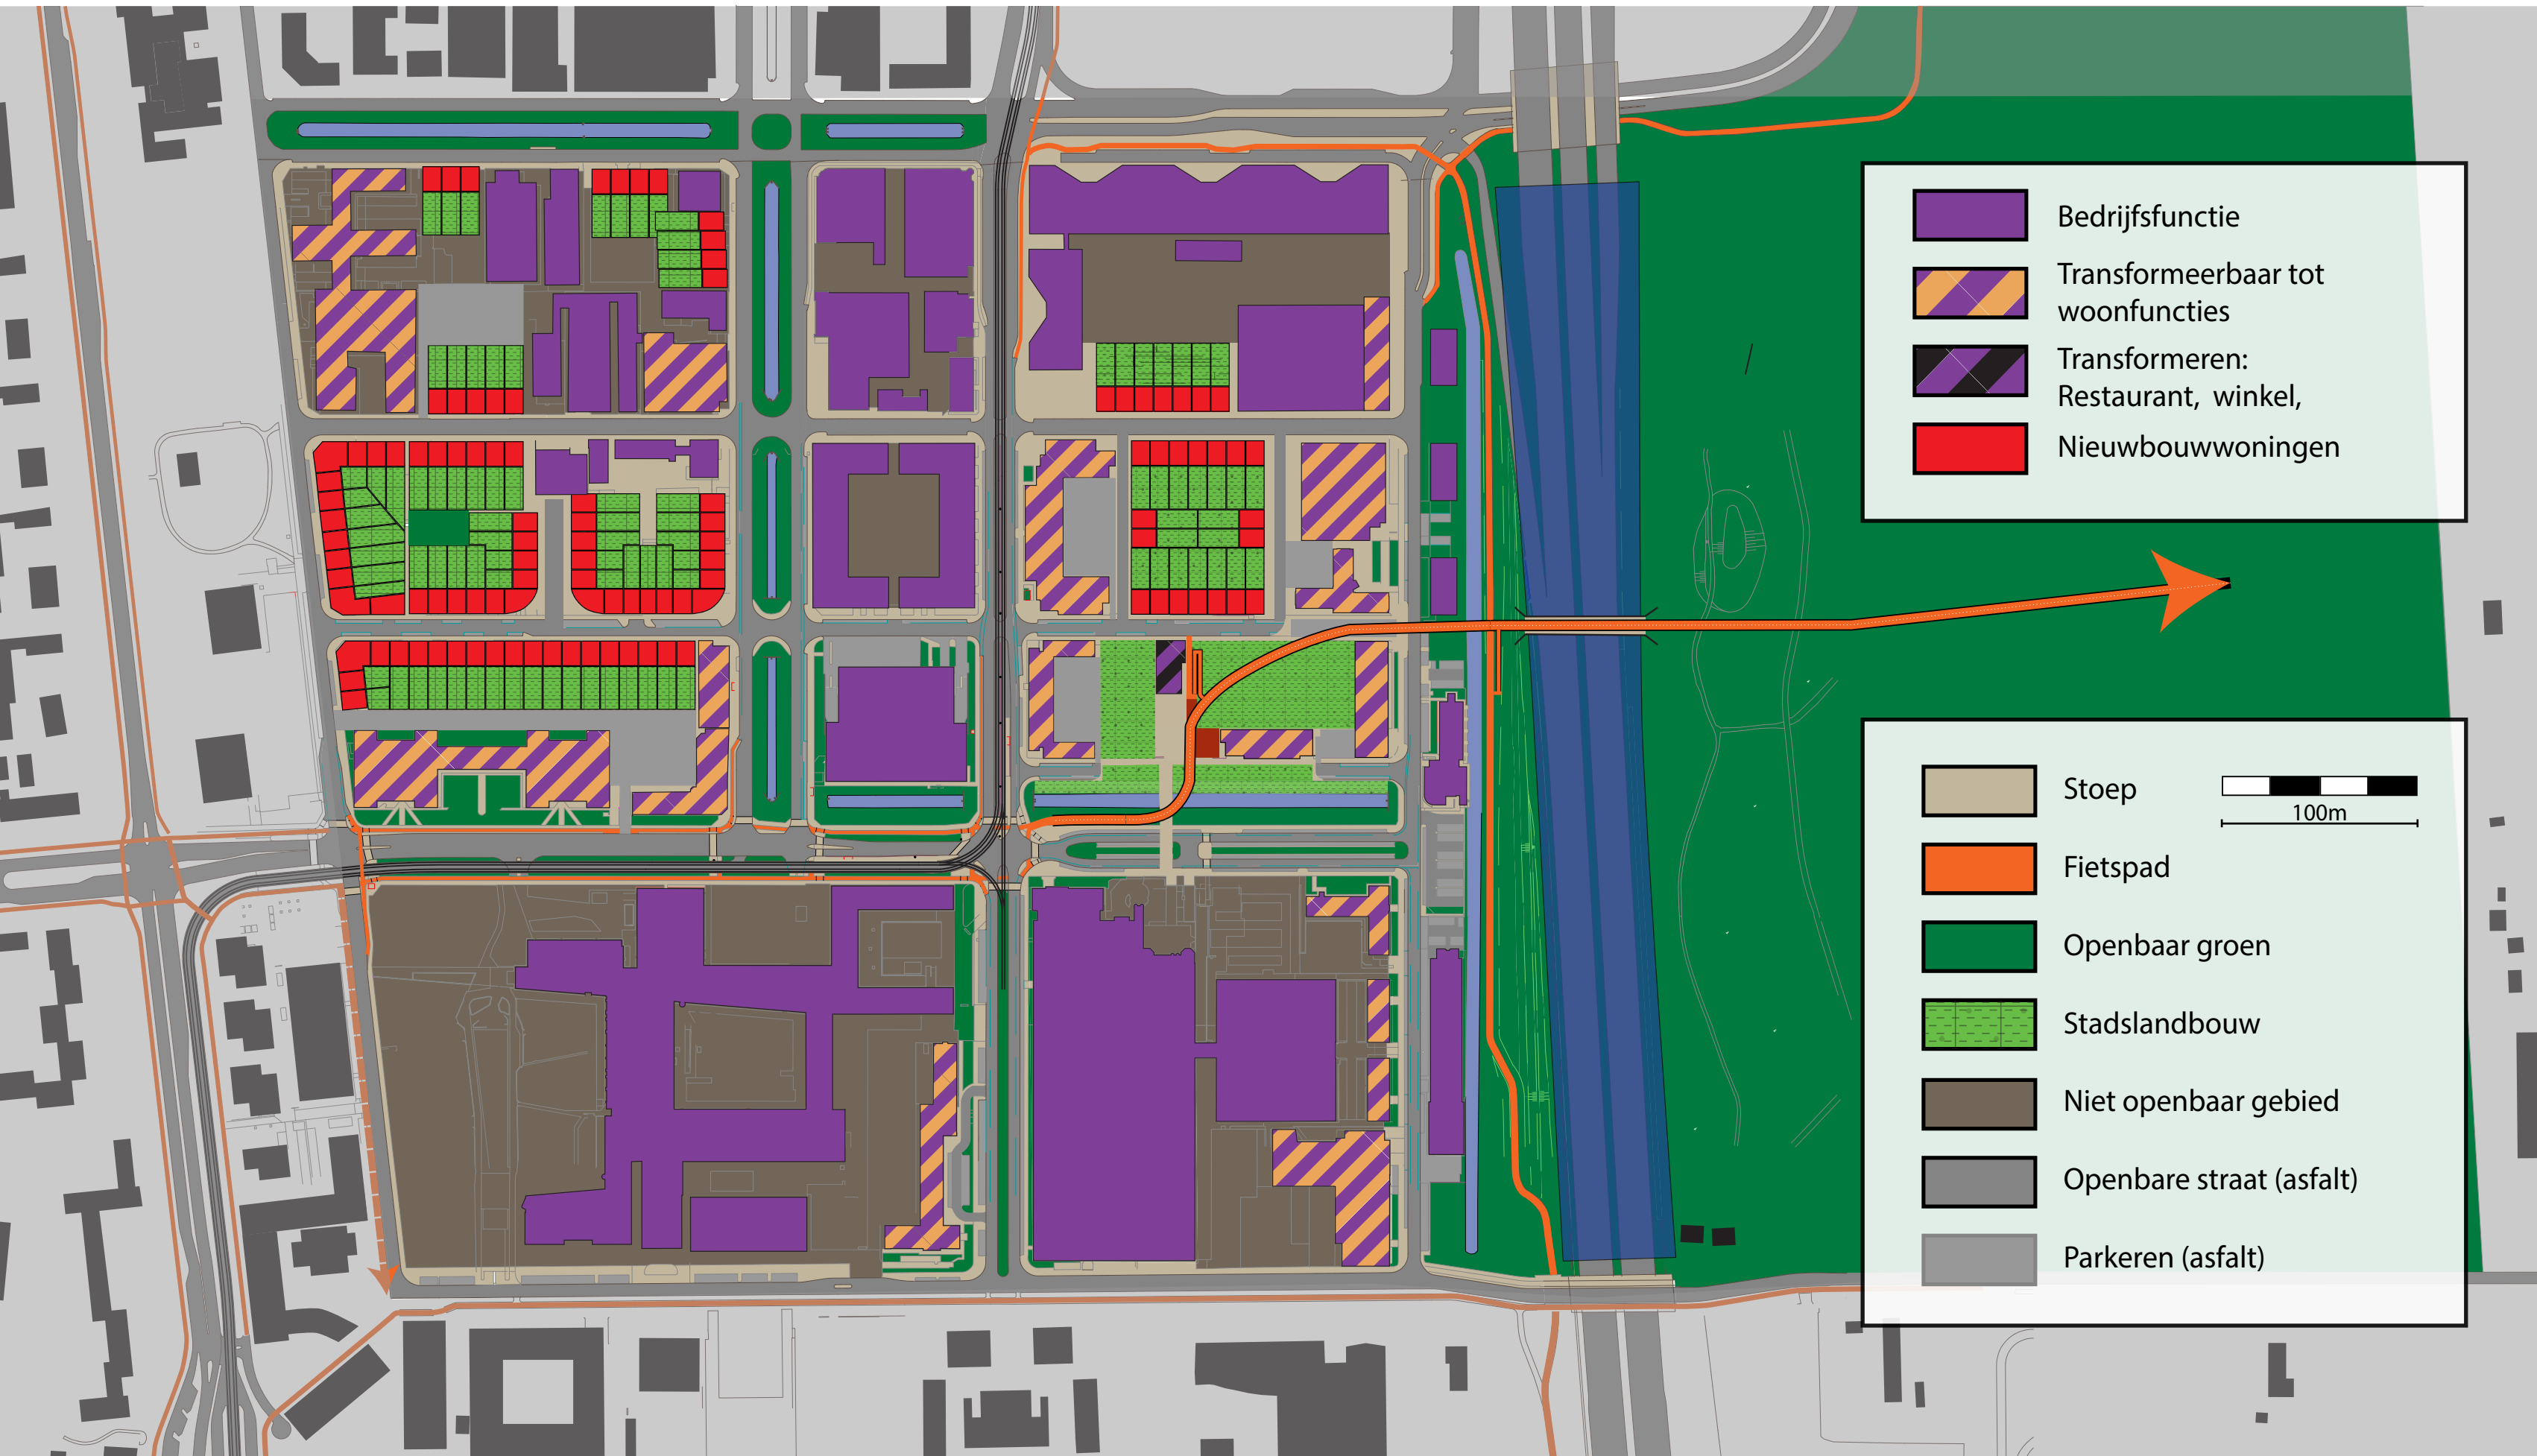 Bedrijfsfunctie
Transformeerbaar tot
woonfuncties
Transformeren:
Restaurant, winkel,
Nieuwbouwwoningen
Stoep
100m
Fietspad
Openbaar groen
Stadslandbouw
Niet openbaar gebied
Openbare straat (asfalt)
Parkeren (asfalt)